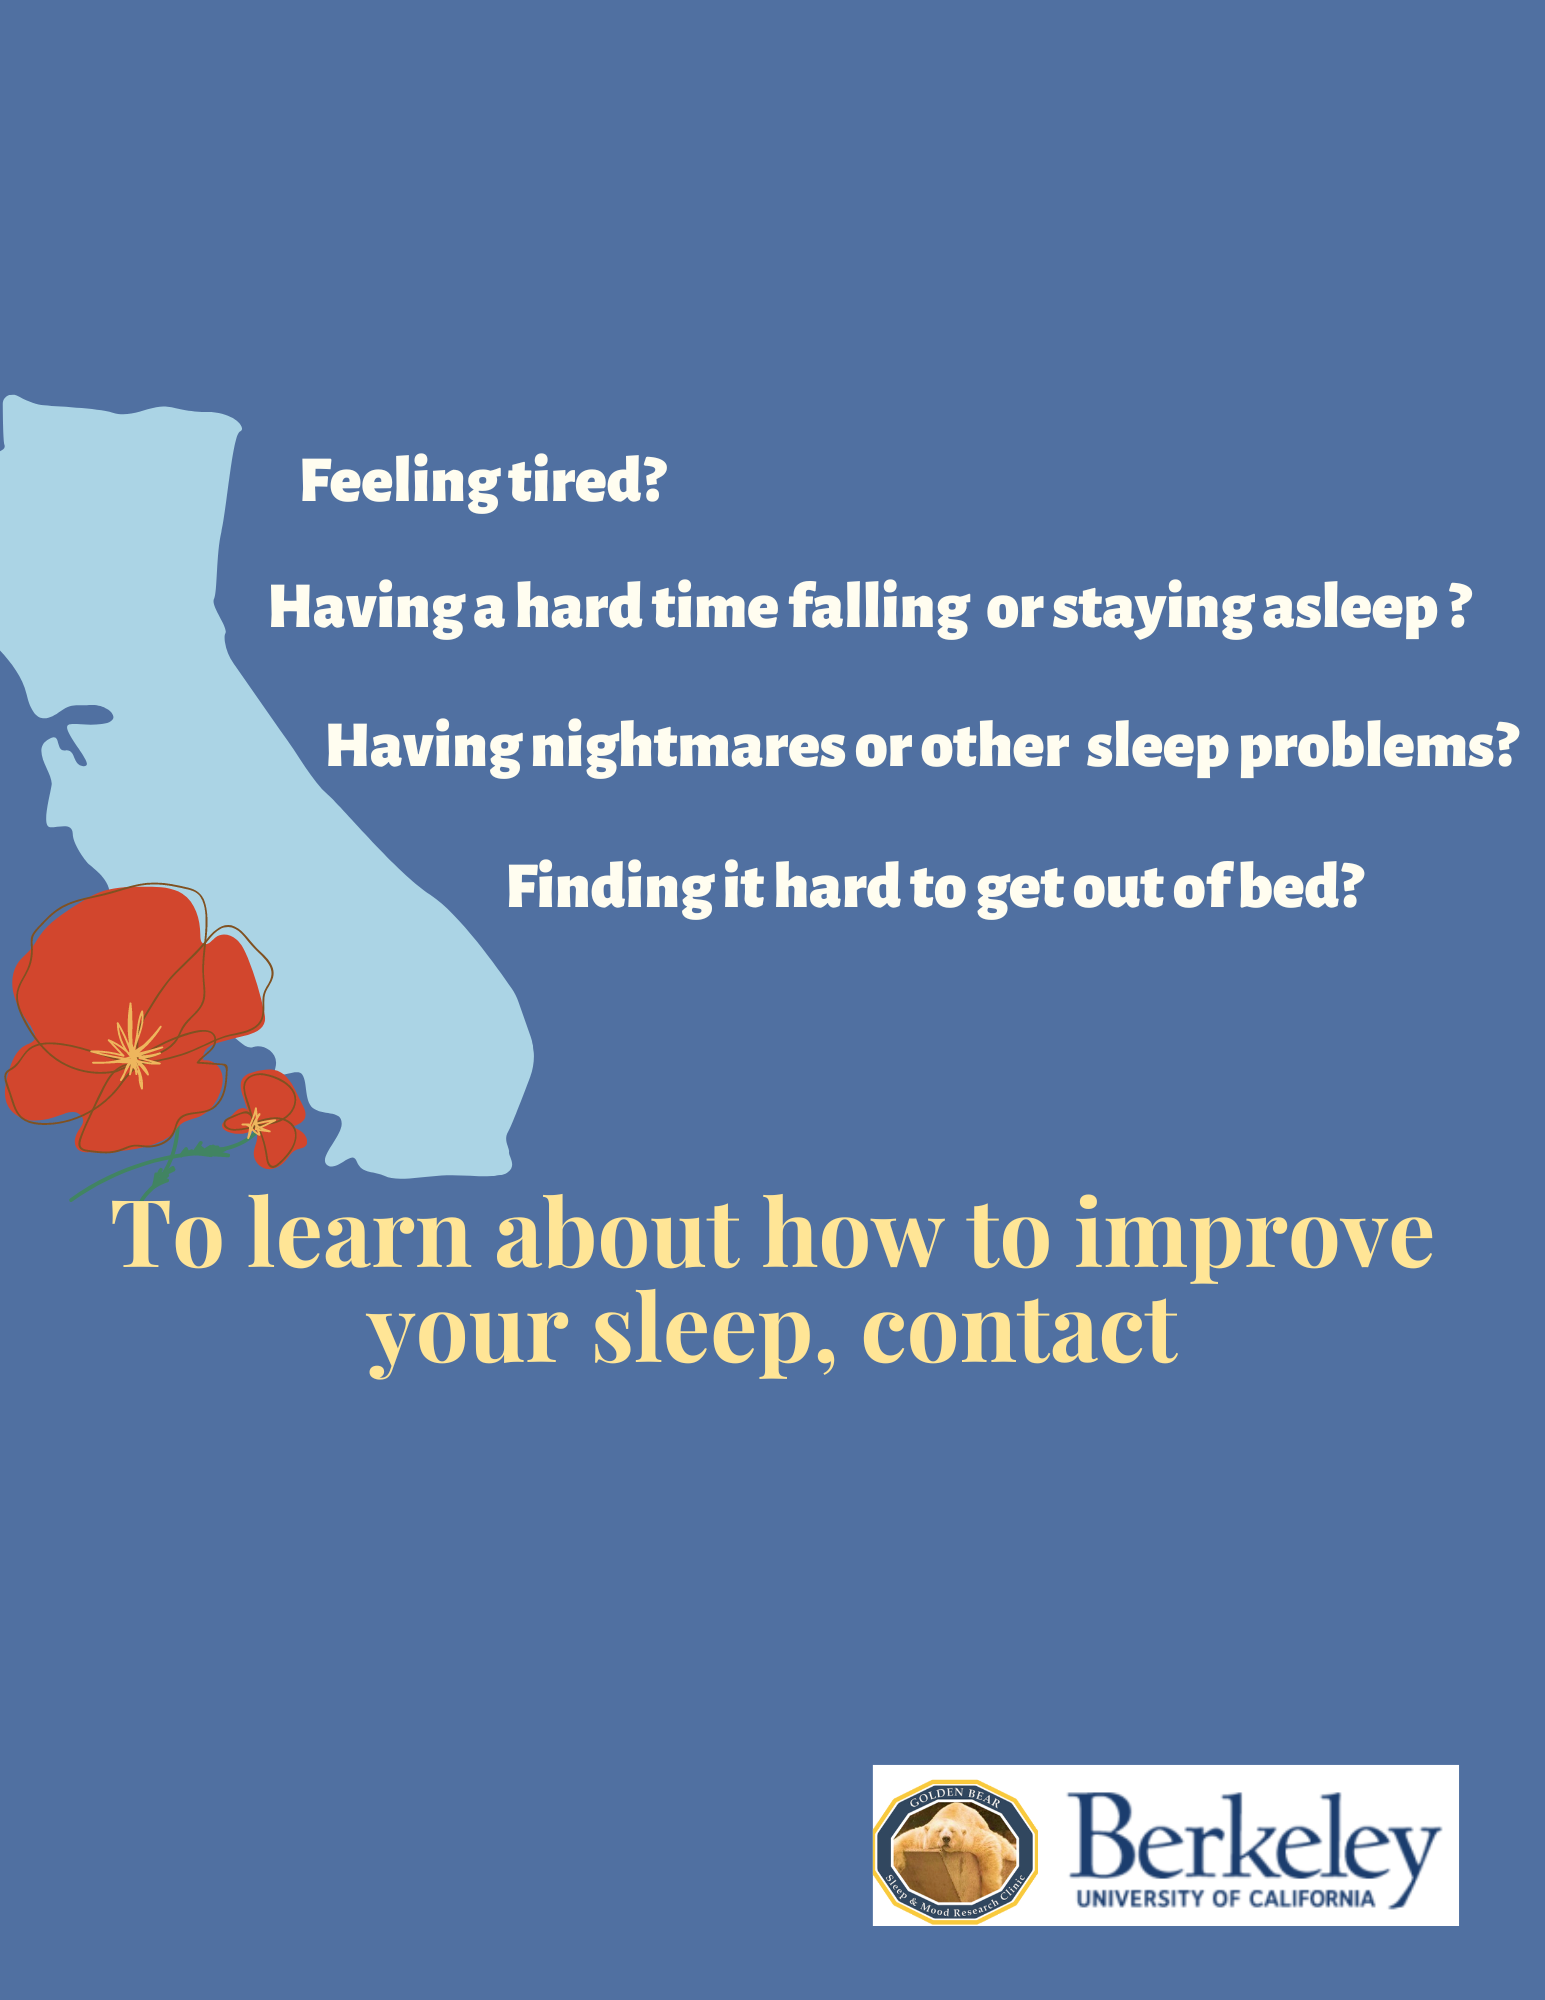 Feeling tired?
Having a hard time falling or staying asleep ?
Having nightmares or other sleep problems?
Finding it hard to get out of bed?
To learn about how to improve
your sleep, contact
GOLDEN BEAR
Sleep & Mood Research Clinic
Berkeley
UNIVERSITY OF CALIFORNIA